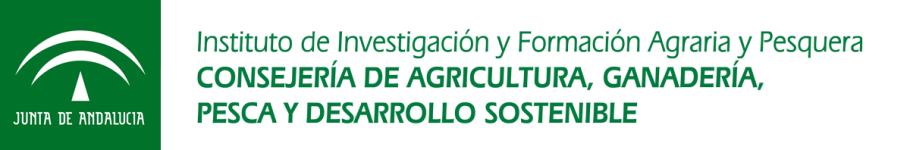 JUNTA DE ANDALUCIA
Instituto de Investigación y Formación Agraria y Pesquera
CONSEJERÍA DE AGRICULTURA, GANADERÍA,
PESCA Y DESARROLLO SOSTENIBLE